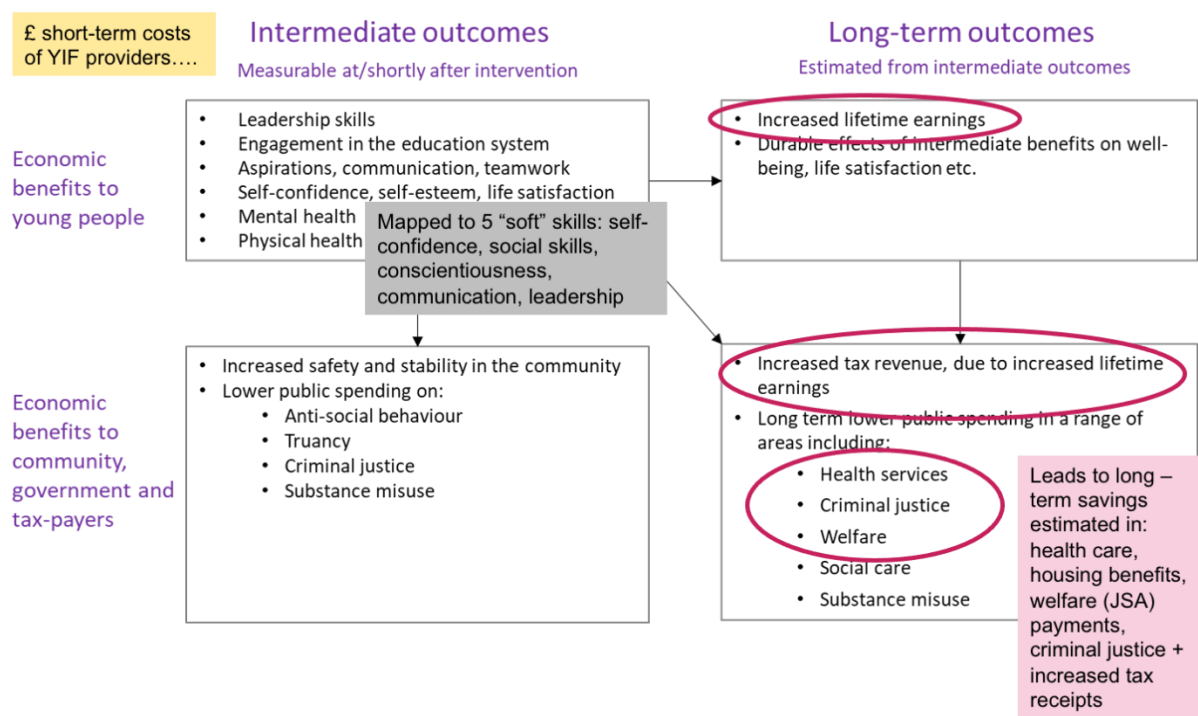 £ short-term costs
of YIF providers….
Intermediate outcomes
Measurable at/shortly after intervention
Long-term outcomes
Estimated from intermediate outcomes
Economic
benefits to
young people
• Leadership skills
• Engagement in the education system
• Aspirations, communication, teamwork
• Self-confidence, self-esteem, life satisfaction
• Mental health
• Physical health
Mapped to 5 “soft” skills: self-
confidence, social skills,
conscientiousness,
communication, leadership
• Increased lifetime earnings
• Durable effects of intermediate benefits on well-
being, life satisfaction etc.
Economic
benefits to
community,
government and
tax-payers
• Increased safety and stability in the community
• Lower public spending on:
• Anti-social behaviour
• Truancy
• Criminal justice
• Substance misuse
• Increased tax revenue, due to increased lifetime
earnings
• Long term lower public spending in a range of
areas including:
• Health services
• Criminal justice
• Welfare
• Social care
• Substance misuse
Leads to long –
term savings
estimated in:
health care,
housing benefits,
welfare (JSA)
payments,
criminal justice +
increased tax
receipts